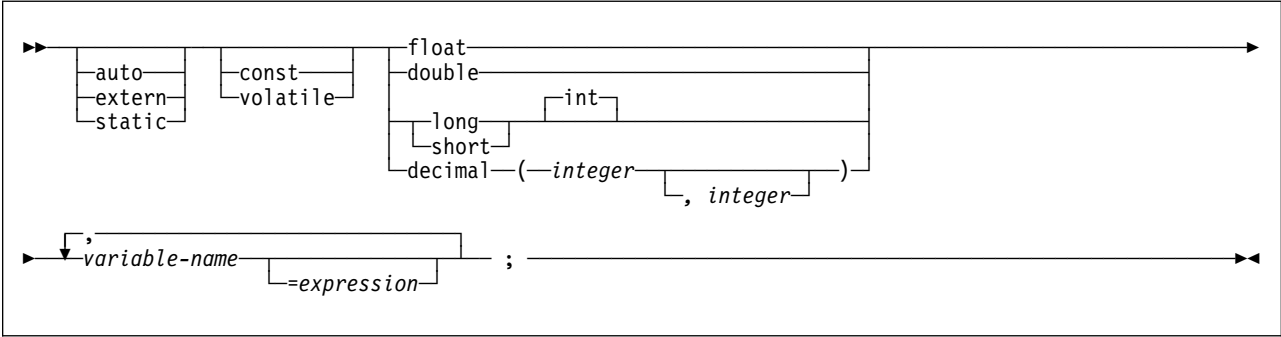 float
auto const double
extern volatile int
static long
short
decimal ( integer )
, integer
,
variable-name ;
=expression